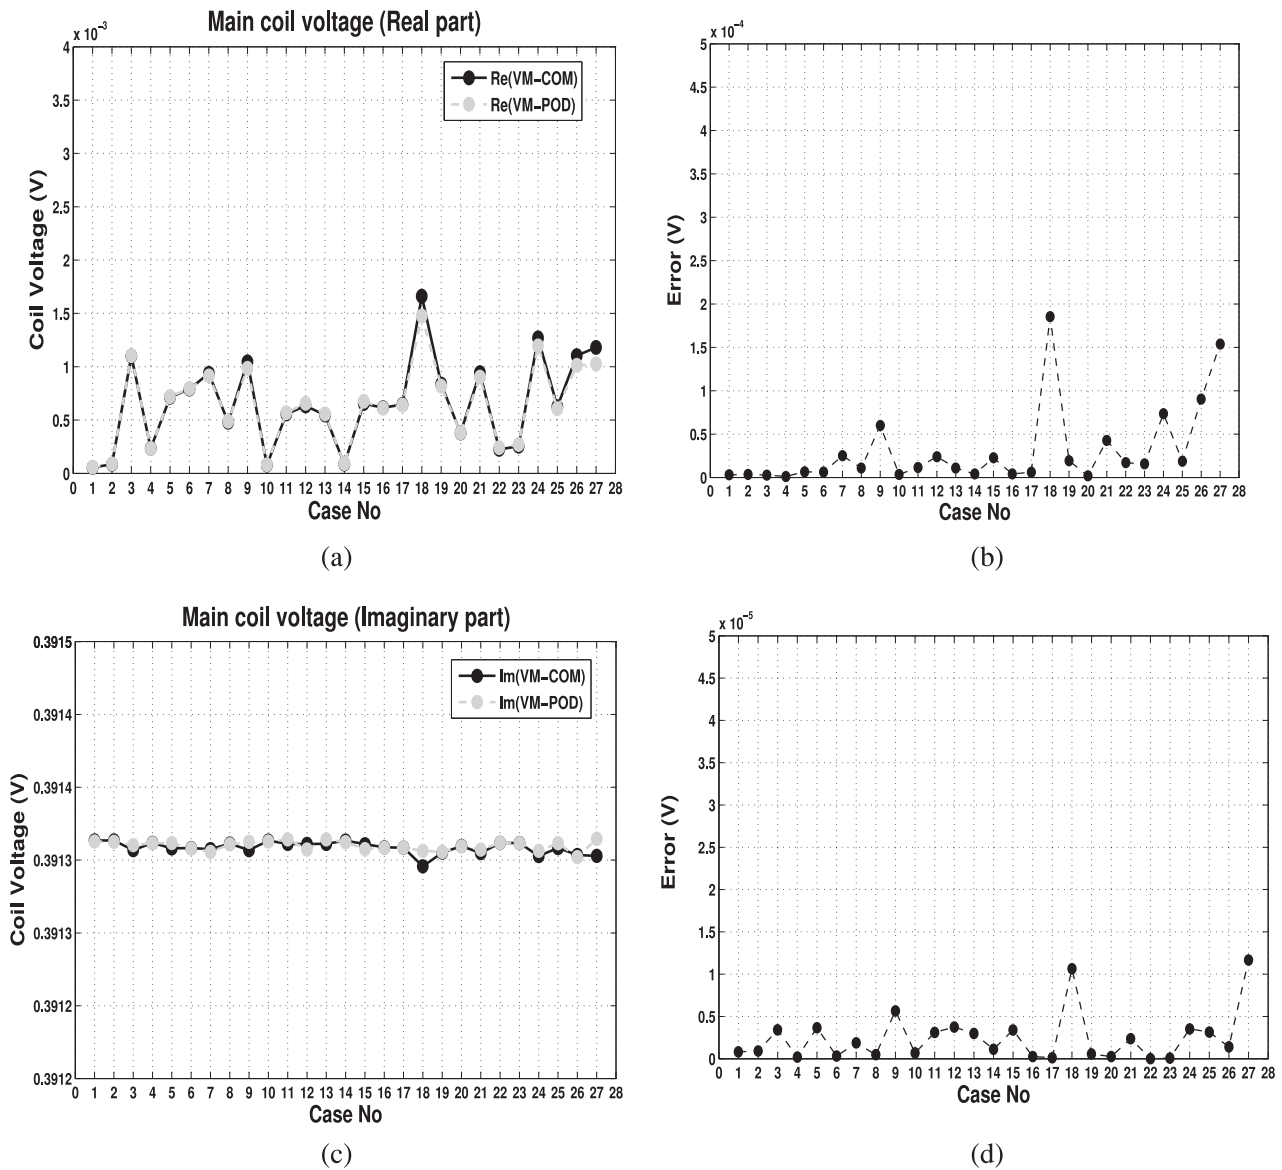 Main coil voltage (Real part)
x 10⁻³
4
3.5
3
2.5
2
1.5
1
0.5
0
Coil Voltage (V)
Re(VM-COM)
Re(VM-POD)
0 1 2 3 4 5 6 7 8 9 10 11 12 13 14 15 16 17 18 19 20 21 22 23 24 25 26 27 28
Case No
(a)
x 10⁻⁴
5
4.5
4
3.5
3
2.5
2
1.5
1
0.5
0
Error (V)
0 1 2 3 4 5 6 7 8 9 10 11 12 13 14 15 16 17 18 19 20 21 22 23 24 25 26 27 28
Case No
(b)
Main coil voltage (Imaginary part)
0.3915
0.3914
0.3914
0.3913
0.3913
0.3912
0.3912
Coil Voltage (V)
Im(VM-COM)
Im(VM-POD)
0 1 2 3 4 5 6 7 8 9 10 11 12 13 14 15 16 17 18 19 20 21 22 23 24 25 26 27 28
Case No
(c)
x 10⁻⁵
5
4.5
4
3.5
3
2.5
2
1.5
1
0.5
0
Error (V)
0 1 2 3 4 5 6 7 8 9 10 11 12 13 14 15 16 17 18 19 20 21 22 23 24 25 26 27 28
Case No
(d)